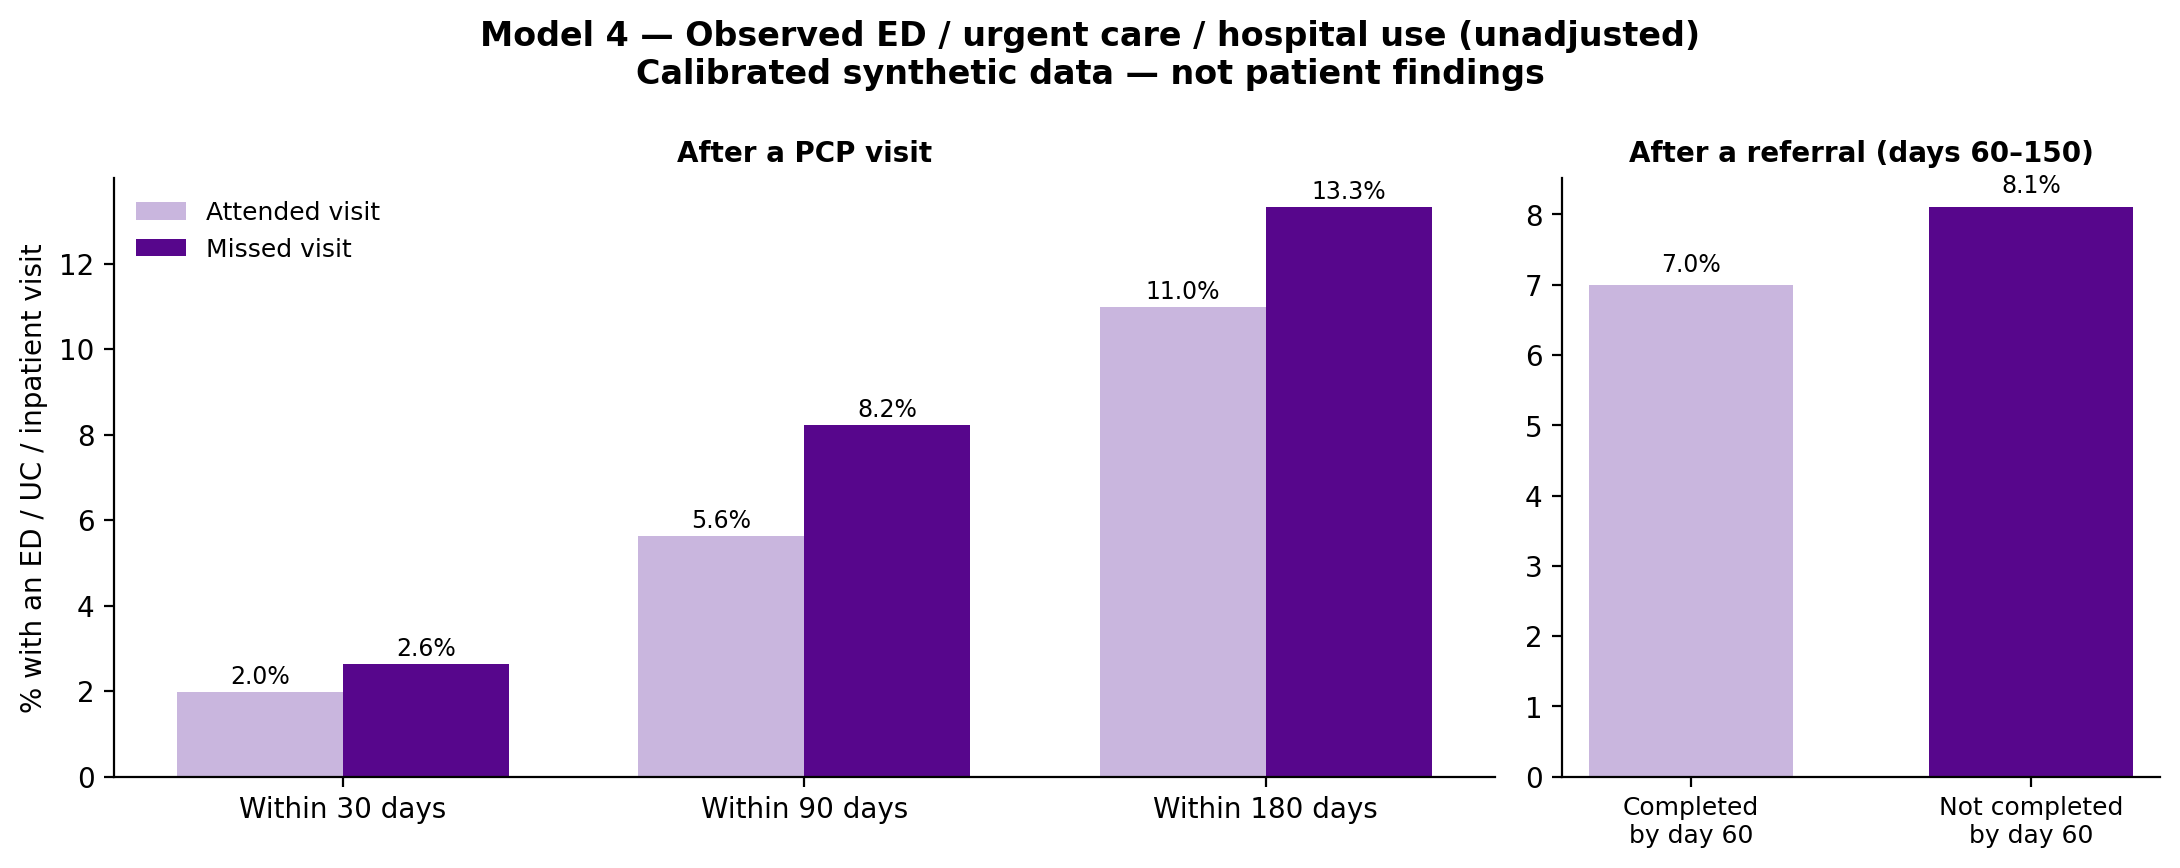 Model 4 — Observed ED / urgent care / hospital use (unadjusted)
Calibrated synthetic data — not patient findings
After a PCP visit
% with an ED / UC / inpatient visit
Attended visit
Missed visit
12
10
8
6
4
2
0
2.0%
2.6%
5.6%
8.2%
11.0%
13.3%
Within 30 days
Within 90 days
Within 180 days
After a referral (days 60–150)
8
7
6
5
4
3
2
1
0
7.0%
8.1%
Completed
by day 60
Not completed
by day 60